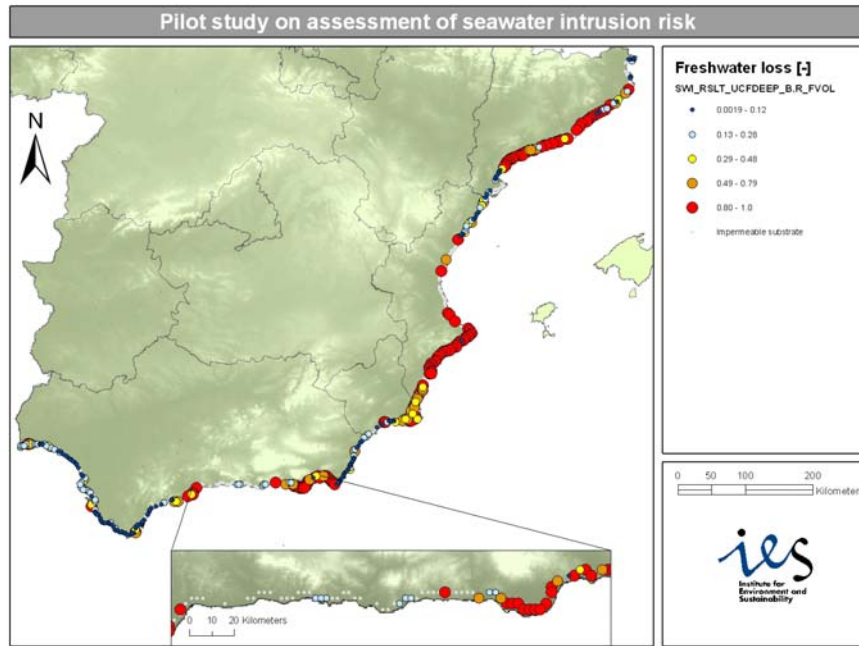 Pilot study on assessment of seawater intrusion risk
N
Freshwater loss [-]
SWI_RSLT_UCFDEEP_B.R_FVOL
0.0019 - 0.12
0.13 - 0.28
0.29 - 0.48
0.49 - 0.79
0.80 - 1.0
Impermeable substrate
0 50 100 200
Kilometers
0 10 20 Kilometers
ies
Institute for
Environment and
Sustainability